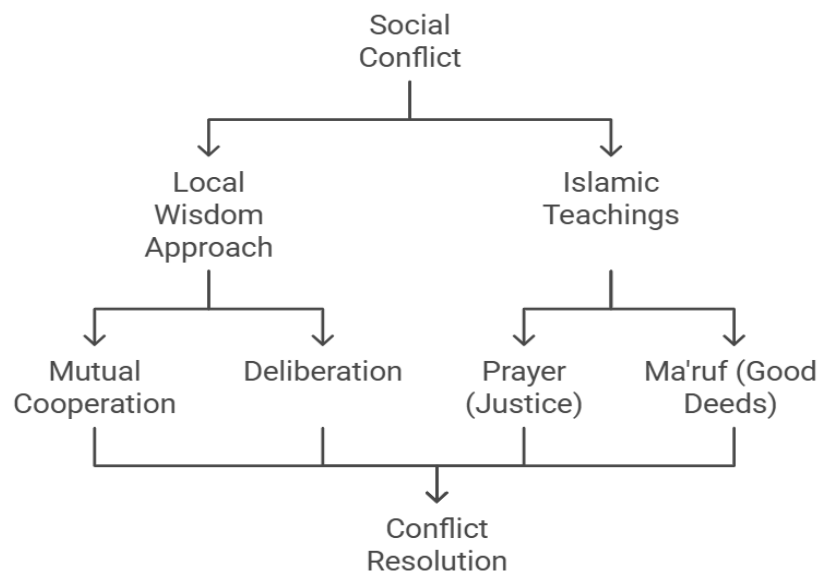 Social
Conflict
Local
Wisdom
Approach
Islamic
Teachings
Mutual
Cooperation
Deliberation
Prayer
(Justice)
Ma'ruf (Good
Deeds)
Conflict
Resolution